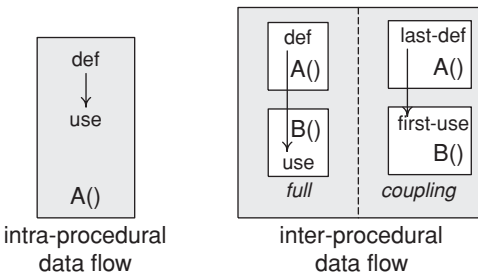 def
use
A()
intra-procedural
data flow
def
A()
B()
use
full
last-def
A()
first-use
B()
coupling
inter-procedural
data flow